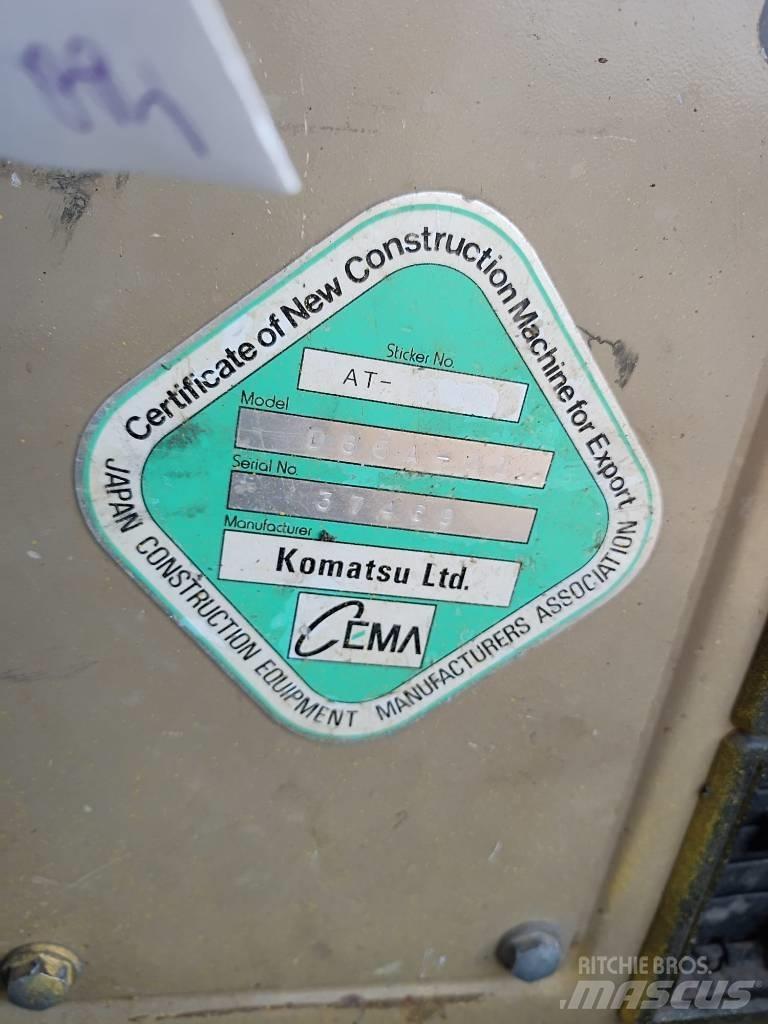 Certificate of New Construction Machine for Export
Sticker No.
AT-
Model
Serial No.
37469
Manufacturer
Komatsu Ltd.
CEMA
JAPAN CONSTRUCTION EQUIPMENT MANUFACTURERS ASSOCIATION
RITCHIE BROS.
MASCUS